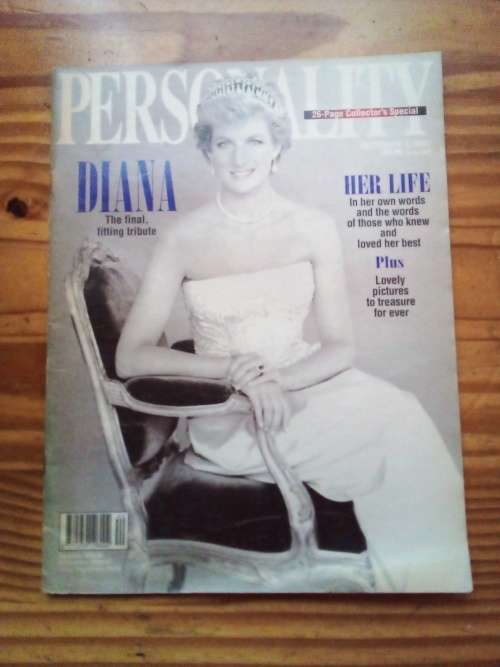 PERSONALITY
26-Page Collector's Special
DIANA
The final,
fitting tribute
HER LIFE
In her own words
and the words
of those who knew
and
loved her best
Plus
Lovely
pictures
to treasure
for ever